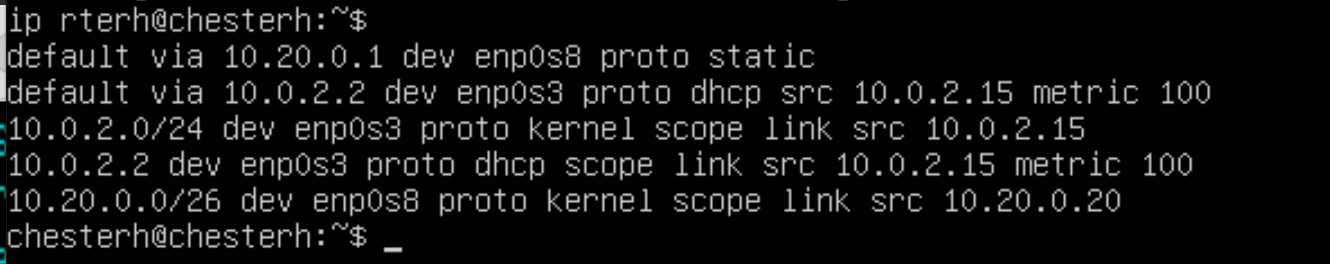 ip rterh@chesterh:~$
default via 10.20.0.1 dev enp0s8 proto static
default via 10.0.2.2 dev enp0s3 proto dhcp src 10.0.2.15 metric 100
10.0.2.0/24 dev enp0s3 proto kernel scope link src 10.0.2.15
10.0.2.2 dev enp0s3 proto dhcp scope link src 10.0.2.15 metric 100
10.20.0.0/26 dev enp0s8 proto kernel scope link src 10.20.0.20
chesterh@chesterh:~$ _